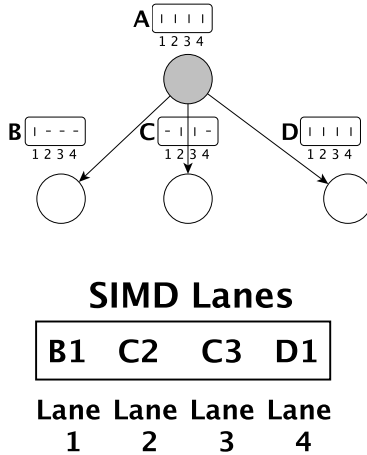 A I I I I
1 2 3 4
B I - - -
1 2 3 4
C - I I -
1 2 3 4
D I I I I
1 2 3 4
SIMD Lanes
B1 C2 C3 D1
Lane Lane Lane Lane
1 2 3 4